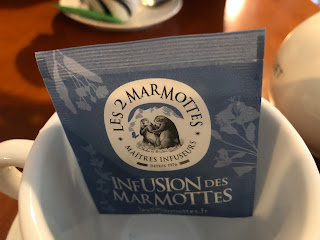 LES 2 MARMOTTES
MAÎTRES INFUSEURS
DEPUIS 1976
INFUSION DES
MARMOTTES
les2marmottes.fr